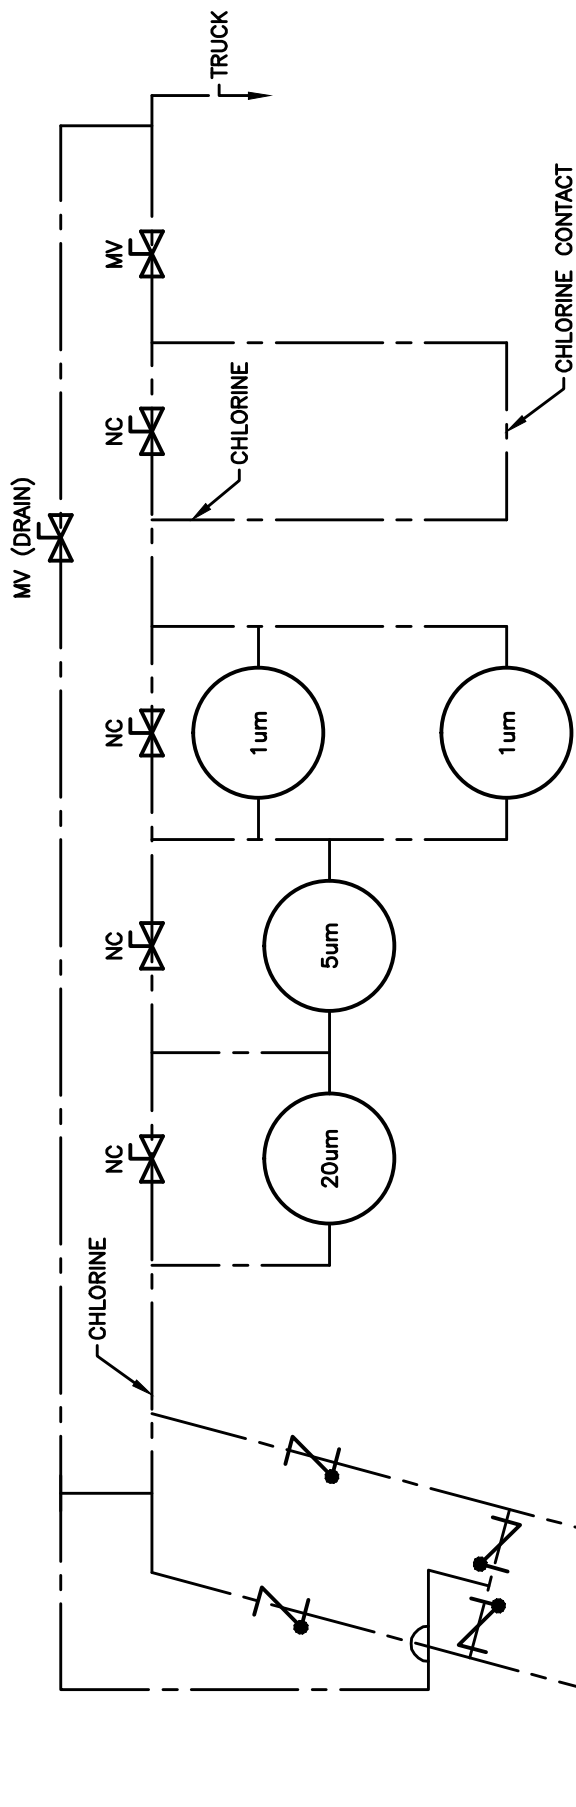 MV (DRAIN)
CHLORINE
NC
NC
NC
NC
MV
TRUCK
20um
5um
1um
1um
CHLORINE
CHLORINE CONTACT